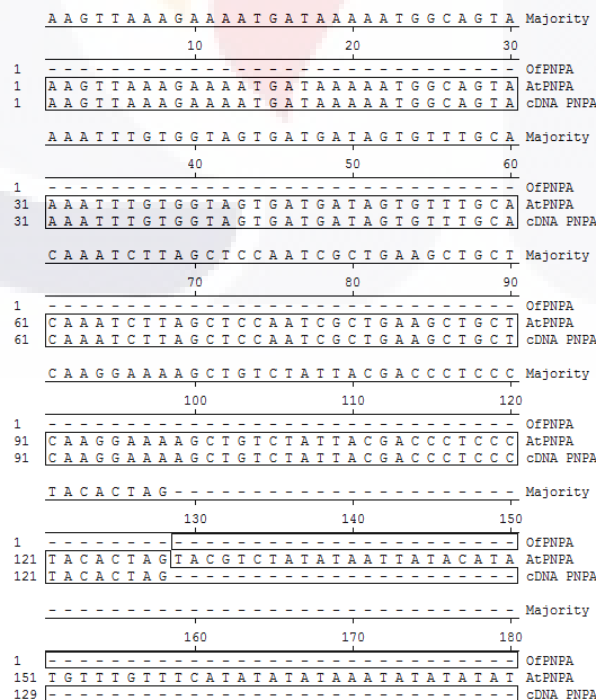 A A G T T A A A G A A A A T G A T A A A A A T G G C A G T A Majority
10 20 30
1 - - - - - - - - - - - - - - - - - - - - - - - - - - - - - - OfPNPA
1 A A G T T A A A G A A A A T G A T A A A A A T G G C A G T A AtPNPA
1 A A G T T A A A G A A A A T G A T A A A A A T G G C A G T A cDNA PNPA
A A A T T T G T G G T A G T G A T G A T A G T G T T T G C A Majority
40 50 60
1 - - - - - - - - - - - - - - - - - - - - - - - - - - - - - - OfPNPA
31 A A A T T T G T G G T A G T G A T G A T A G T G T T T G C A AtPNPA
31 A A A T T T G T G G T A G T G A T G A T A G T G T T T G C A cDNA PNPA
C A A A T C T T A G C T C C A A T C G C T G A A G C T G C T Majority
70 80 90
1 - - - - - - - - - - - - - - - - - - - - - - - - - - - - - - OfPNPA
61 C A A A T C T T A G C T C C A A T C G C T G A A G C T G C T AtPNPA
61 C A A A T C T T A G C T C C A A T C G C T G A A G C T G C T cDNA PNPA
C A A G G A A A A G C T G T C T A T T A C G A C C C T C C C Majority
100 110 120
1 - - - - - - - - - - - - - - - - - - - - - - - - - - - - - - OfPNPA
91 C A A G G A A A A G C T G T C T A T T A C G A C C C T C C C AtPNPA
91 C A A G G A A A A G C T G T C T A T T A C G A C C C T C C C cDNA PNPA
T A C A C T A G - - - - - - - - - - - - - - - - - - - - - - Majority
130 140 150
1 - - - - - - - - - - - - - - - - - - - - - - - - - - - - - - OfPNPA
121 T A C A C T A G T A C G T C T A T A T A A T T A T A C A T A AtPNPA
121 T A C A C T A G - - - - - - - - - - - - - - - - - - - - - - cDNA PNPA
- - - - - - - - - - - - - - - - - - - - - - - - - - - - - - Majority
160 170 180
1 - - - - - - - - - - - - - - - - - - - - - - - - - - - - - - OfPNPA
151 T G T T T G T T T C A T A T A T A T A A A T A T A T A T A T AtPNPA
129 - - - - - - - - - - - - - - - - - - - - - - - - - - - - - - cDNA PNPA